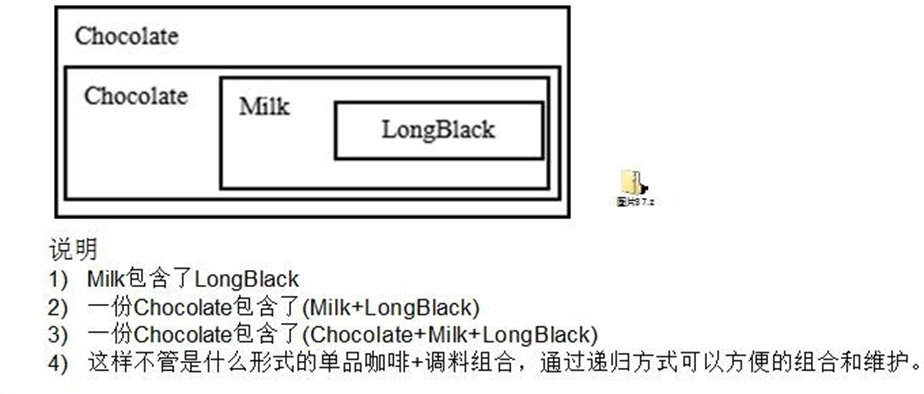 Chocolate
Chocolate
Milk
LongBlack
图片37.z
说明
1) Milk包含了LongBlack
2) 一份Chocolate包含了(Milk+LongBlack)
3) 一份Chocolate包含了(Chocolate+Milk+LongBlack)
4) 这样不管是什么形式的单品咖啡+调料组合，通过递归方式可以方便的组合和维护。